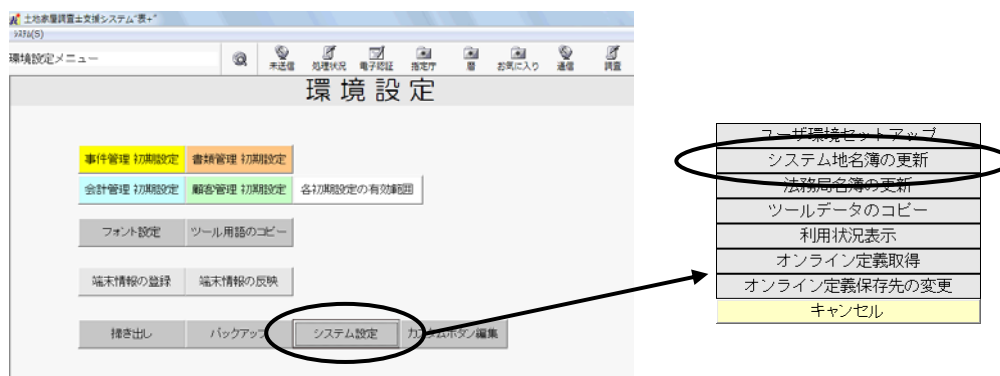 土地家屋調査士支援システム"表+"
ｼｽﾃﾑ(S)
環境設定メニュー
未送信 処理状況 電子認証 指定庁 暦 お気に入り 通信 調査
環境設定
事件管理 初期設定 書類管理 初期設定
会計管理 初期設定 顧客管理 初期設定 各初期設定の有効範囲
フォント設定 ツール用語のコピー
端末情報の登録 端末情報の反映
掃き出し バックアップ システム設定 カスタムボタン編集
ユーザ環境セットアップ
システム地名簿の更新
法務局名簿の更新
ツールデータのコピー
利用状況表示
オンライン定義取得
オンライン定義保存先の変更
キャンセル